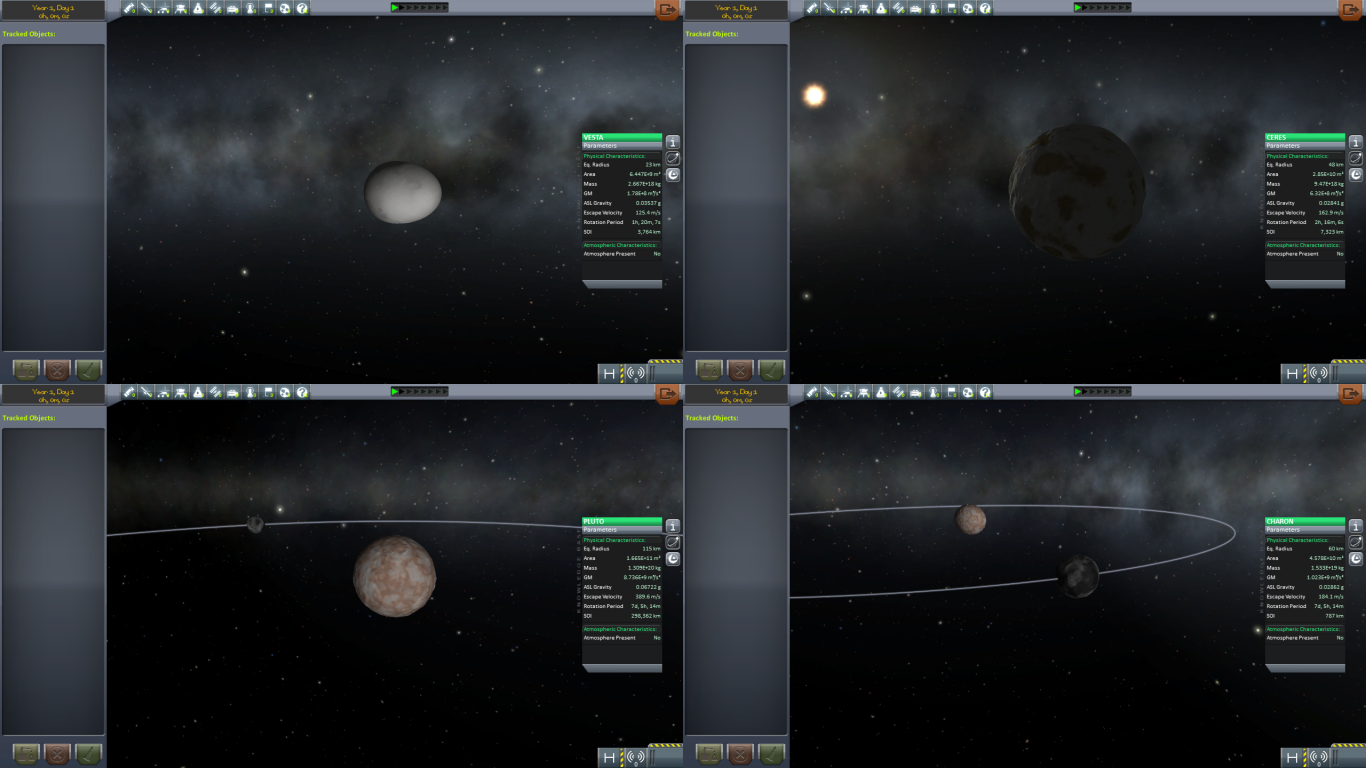 Year 1, Day 1
0h, 0m, 0s
Tracked Objects:
VESTA
Parameters
Physical Characteristics:
Eq. Radius 23 km
Area 6.447E+9 m²
Mass 2.667E+18 kg
GM 1.78E+8 m³/s²
ASL Gravity 0.03537 g
Escape Velocity 125.4 m/s
Rotation Period 1h, 20m, 7s
SOI 3,764 km
Atmospheric Characteristics:
Atmosphere Present No
H
0
Year 1, Day 1
0h, 0m, 0s
Tracked Objects:
CERES
Parameters
Physical Characteristics:
Eq. Radius 48 km
Area 2.85E+10 m²
Mass 9.47E+18 kg
GM 6.32E+8 m³/s²
ASL Gravity 0.02841 g
Escape Velocity 162.9 m/s
Rotation Period 2h, 16m, 6s
SOI 7,323 km
Atmospheric Characteristics:
Atmosphere Present No
H
0
Year 1, Day 1
0h, 0m, 0s
Tracked Objects:
PLUTO
Parameters
Physical Characteristics:
Eq. Radius 115 km
Area 1.665E+11 m²
Mass 1.309E+20 kg
GM 8.736E+9 m³/s²
ASL Gravity 0.06722 g
Escape Velocity 389.6 m/s
Rotation Period 7d, 5h, 14m
SOI 298,362 km
Atmospheric Characteristics:
Atmosphere Present No
H
0
Year 1, Day 1
0h, 0m, 0s
Tracked Objects:
CHARON
Parameters
Physical Characteristics:
Eq. Radius 60 km
Area 4.578E+10 m²
Mass 1.533E+19 kg
GM 1.023E+9 m³/s²
ASL Gravity 0.02862 g
Escape Velocity 184.1 m/s
Rotation Period 7d, 5h, 14m
SOI 787 km
Atmospheric Characteristics:
Atmosphere Present No
H
0